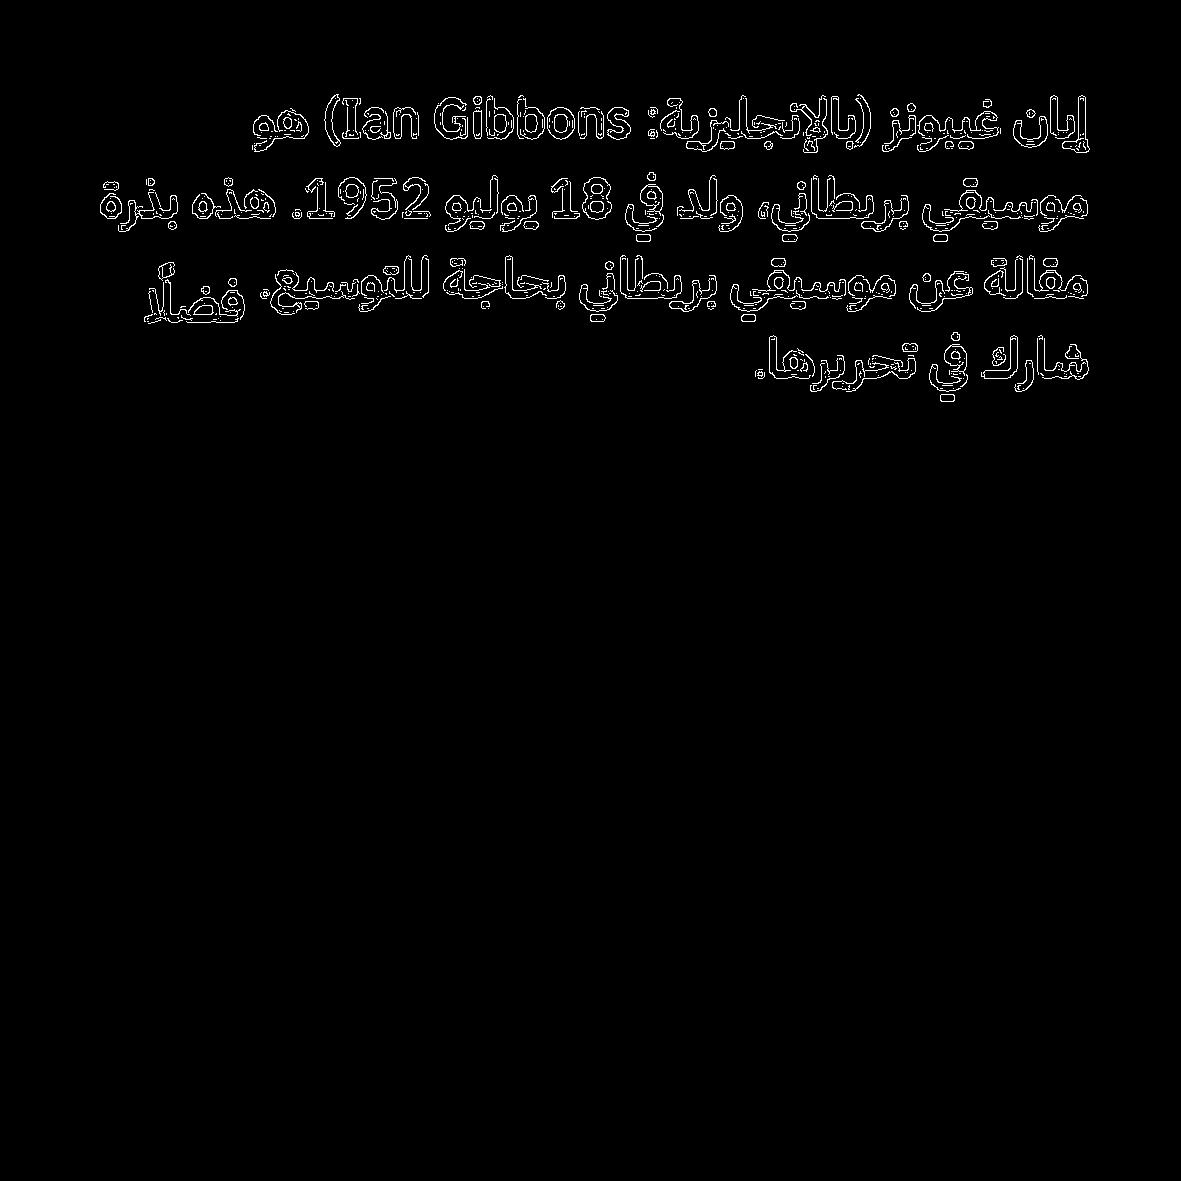 إيان غيبونز (بالإنجليزية: Ian Gibbons) هو
موسيقي بريطاني، ولد في 18 يوليو 1952. هذه بذرة
مقالة عن موسيقي بريطاني بحاجة للتوسيع. فضلًا
شارك في تحريرها.